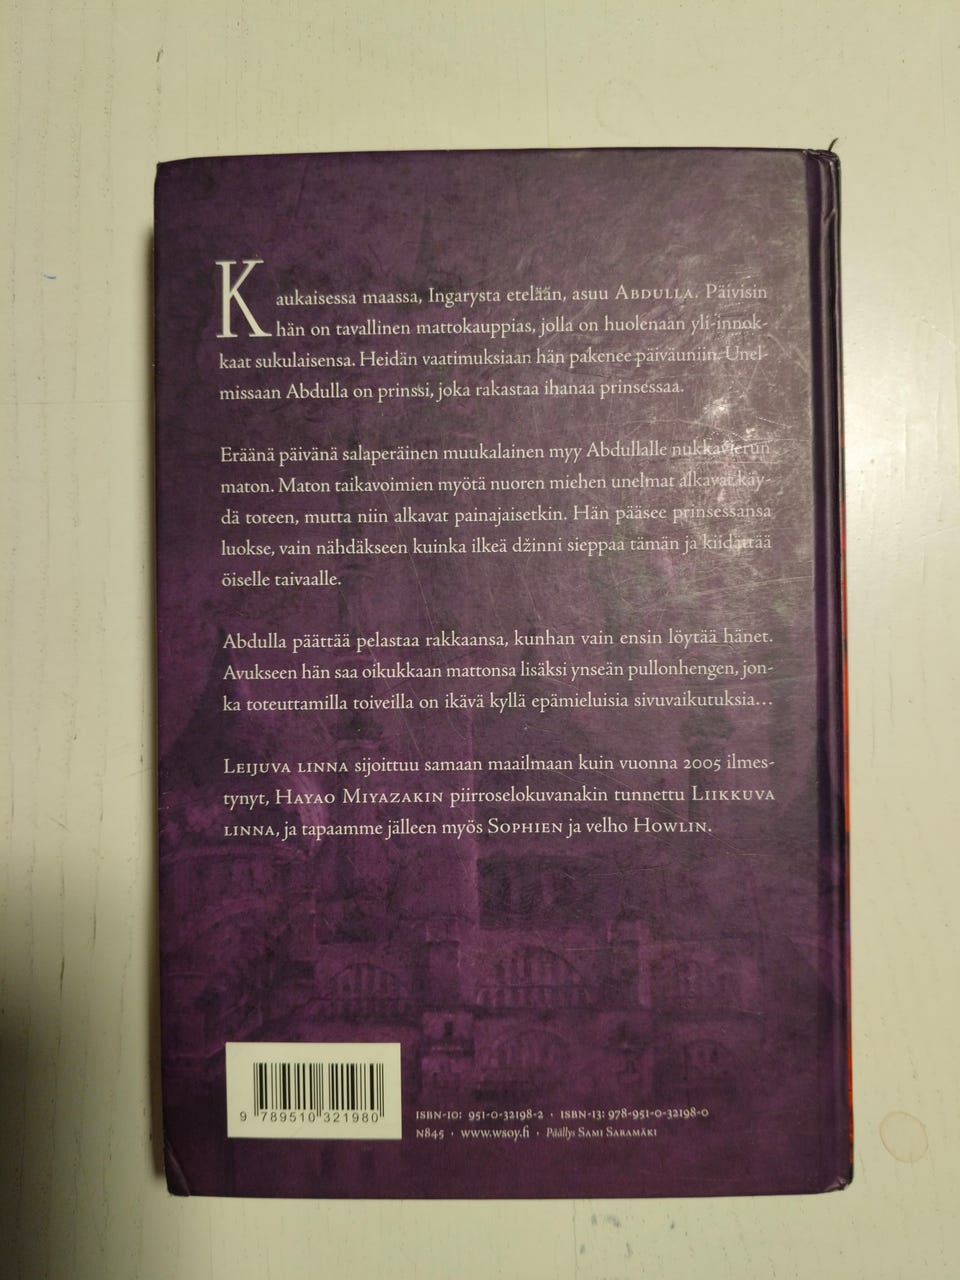 Kaukaisessa maassa, Ingarysta etelään, asuu ABDULLA. Päivisin
hän on tavallinen mattokauppias, jolla on huolenaan yli-innok-
kaat sukulaisensa. Heidän vaatimuksiaan hän pakenee päiväuniin. Unel-
missaan Abdulla on prinssi, joka rakastaa ihanaa prinsessaa.
Eräänä päivänä salaperäinen muukalainen myy Abdullalle nukkavierun
maton. Maton taikavoimien myötä nuoren miehen unelmat alkavat käy-
dä toteen, mutta niin alkavat painajaisetkin. Hän pääsee prinsessansa
luokse, vain nähdäkseen kuinka ilkeä džinni sieppaa tämän ja kiidättää
öiselle taivaalle.
Abdulla päättää pelastaa rakkaansa, kunhan vain ensin löytää hänet.
Avukseen hän saa oikukkaan mattonsa lisäksi ynseän pullonhengen, jon-
ka toteuttamilla toiveilla on ikävä kyllä epämieluisia sivuvaikutuksia...
LEIJUVA LINNA sijoittuu samaan maailmaan kuin vuonna 2005 ilmes-
tynyt, HAYAO MIYAZAKIN piirroselokuvanakin tunnettu LIIKKUVA
LINNA, ja tapaamme jälleen myös SOPHIEN ja velho HOWLIN.
9 789510 321980
ISBN-10: 951-0-32198-2 · ISBN-13: 978-951-0-32198-0
N845 · www.wsoy.fi · Päällys SAMI SARAMÄKI